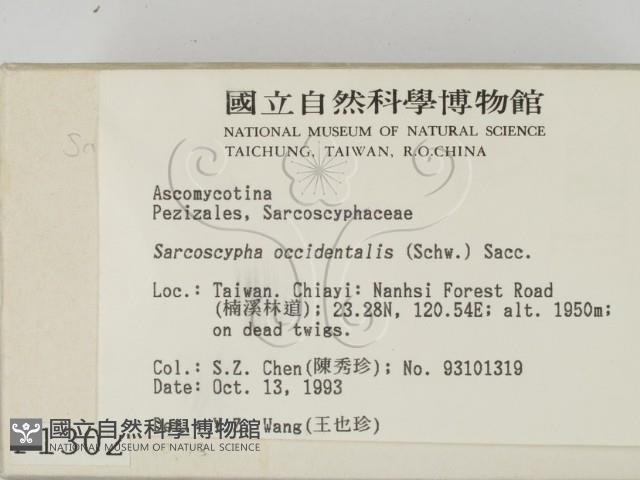 國立自然科學博物館
NATIONAL MUSEUM OF NATURAL SCIENCE
TAICHUNG, TAIWAN, R.O.CHINA
Ascomycotina
Pezizales, Sarcoscyphaceae
Sarcoscypha occidentalis (Schw.) Sacc.
Loc.: Taiwan. Chiayi: Nanhsi Forest Road
(楠溪林道); 23.28N, 120.54E; alt. 1950m;
on dead twigs.
Col.: S.Z. Chen(陳秀珍); No. 93101319
Date: Oct. 13, 1993
Wang(王也珍)
國立自然科學博物館
NATIONAL MUSEUM OF NATURAL SCIENCE